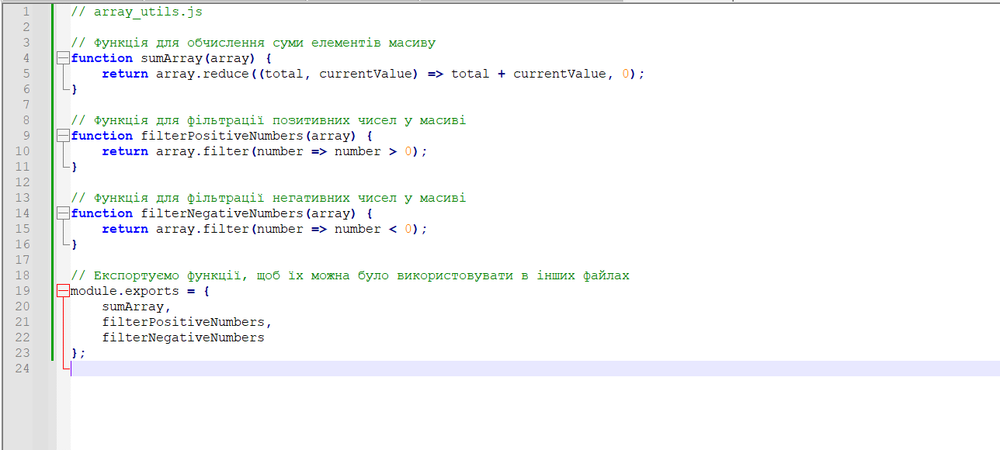 1 // array_utils.js
2
3 // Функція для обчислення суми елементів масиву
4 function sumArray(array) {
5     return array.reduce((total, currentValue) => total + currentValue, 0);
6 }
7
8 // Функція для фільтрації позитивних чисел у масиві
9 function filterPositiveNumbers(array) {
10     return array.filter(number => number > 0);
11 }
12
13 // Функція для фільтрації негативних чисел у масиві
14 function filterNegativeNumbers(array) {
15     return array.filter(number => number < 0);
16 }
17
18 // Експортуємо функції, щоб їх можна було використовувати в інших файлах
19 module.exports = {
20     sumArray,
21     filterPositiveNumbers,
22     filterNegativeNumbers
23 };
24